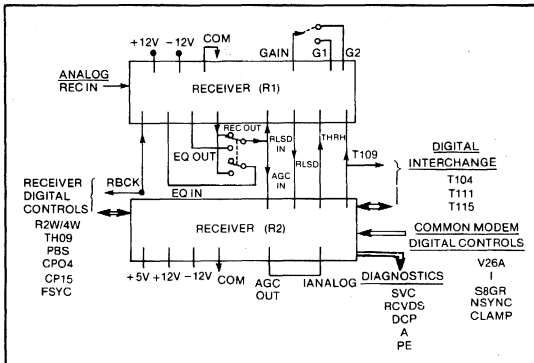 +12V -12V COM GAIN G1 G2
ANALOG
REC IN
RECEIVER (R1)
REC OUT
EQ OUT
RLSD IN
AGC IN
RLSD
THRH
T109
EQ IN
RBCK
RECEIVER
DIGITAL
CONTROLS
R2W/4W
TH09
PBS
CPO4
CP15
FSYC
DIGITAL
INTERCHANGE
T104
T111
T115
RECEIVER (R2)
COMMON MODEM
DIGITAL CONTROLS
V26A
I
S8GR
NSYNC
CLAMP
+5V +12V -12V COM AGC OUT IANALOG
DIAGNOSTICS
SVC
RCVDS
DCP
A
PE